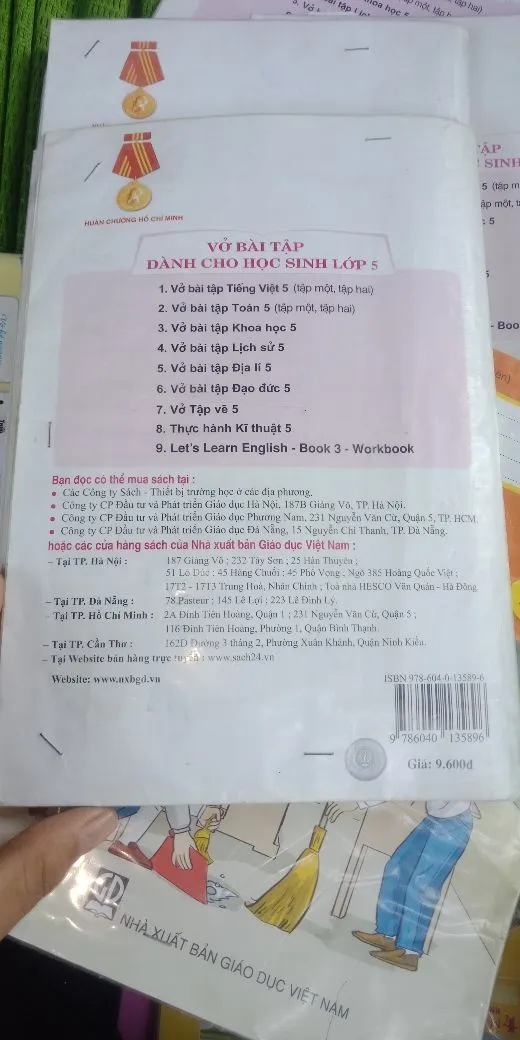 khoa học 5
tập một, tập hai)
HUÂN CHƯƠNG HỒ CHÍ MINH
VỞ BÀI TẬP
DÀNH CHO HỌC SINH LỚP 5
1. Vở bài tập Tiếng Việt 5 (tập một, tập hai)
2. Vở bài tập Toán 5 (tập một, tập hai)
3. Vở bài tập Khoa học 5
4. Vở bài tập Lịch sử 5
5. Vở bài tập Địa lí 5
6. Vở bài tập Đạo đức 5
7. Vở Tập vẽ 5
8. Thực hành Kĩ thuật 5
9. Let's Learn English - Book 3 - Workbook
Bạn đọc có thể mua sách tại :
• Các Công ty Sách - Thiết bị trường học ở các địa phương.
• Công ty CP Đầu tư và Phát triển Giáo dục Hà Nội, 187B Giảng Võ, TP. Hà Nội.
• Công ty CP Đầu tư và Phát triển Giáo dục Phương Nam, 231 Nguyễn Văn Cừ, Quận 5, TP. HCM.
• Công ty CP Đầu tư và Phát triển Giáo dục Đà Nẵng, 15 Nguyễn Chí Thanh, TP. Đà Nẵng.
hoặc các cửa hàng sách của Nhà xuất bản Giáo dục Việt Nam :
– Tại TP. Hà Nội : 187 Giảng Võ ; 232 Tây Sơn ; 25 Hàn Thuyên ;
51 Lò Đúc ; 45 Hàng Chuối ; 45 Phố Vọng ; Ngõ 385 Hoàng Quốc Việt ;
17T2 - 17T3 Trung Hoà, Nhân Chính ; Toà nhà HESCO Văn Quán - Hà Đông.
– Tại TP. Đà Nẵng : 78 Pasteur ; 145 Lê Lợi ; 223 Lê Đình Lý.
– Tại TP. Hồ Chí Minh : 2A Đinh Tiên Hoàng, Quận 1 ; 231 Nguyễn Văn Cừ, Quận 5 ;
116 Đinh Tiên Hoàng, Phường 1, Quận Bình Thạnh.
– Tại TP. Cần Thơ : 162D Đường 3 tháng 2, Phường Xuân Khánh, Quận Ninh Kiều.
– Tại Website bán hàng trực tuyến : www.sach24.vn
Website: www.nxbgd.vn
ISBN 978-604-0-13589-6
9 786040 135896
Giá: 9.600đ
ẬP
SINH
5 (tập m
ập một, t
: 5
- Boo
NHÀ XUẤT BẢN GIÁO DỤC VIỆT NAM